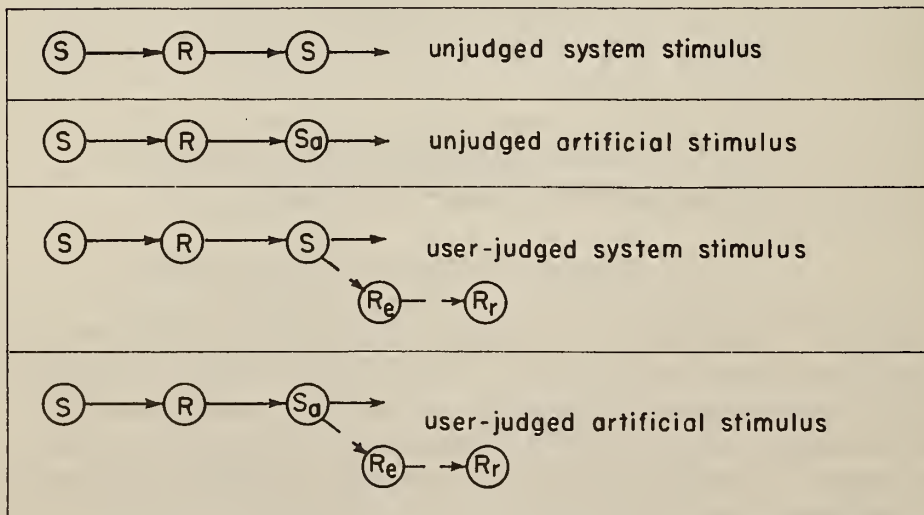 S R S unjudged system stimulus
S R Sa unjudged artificial stimulus
S R S user-judged system stimulus
Re Rr
S R Sa user-judged artificial stimulus
Re Rr